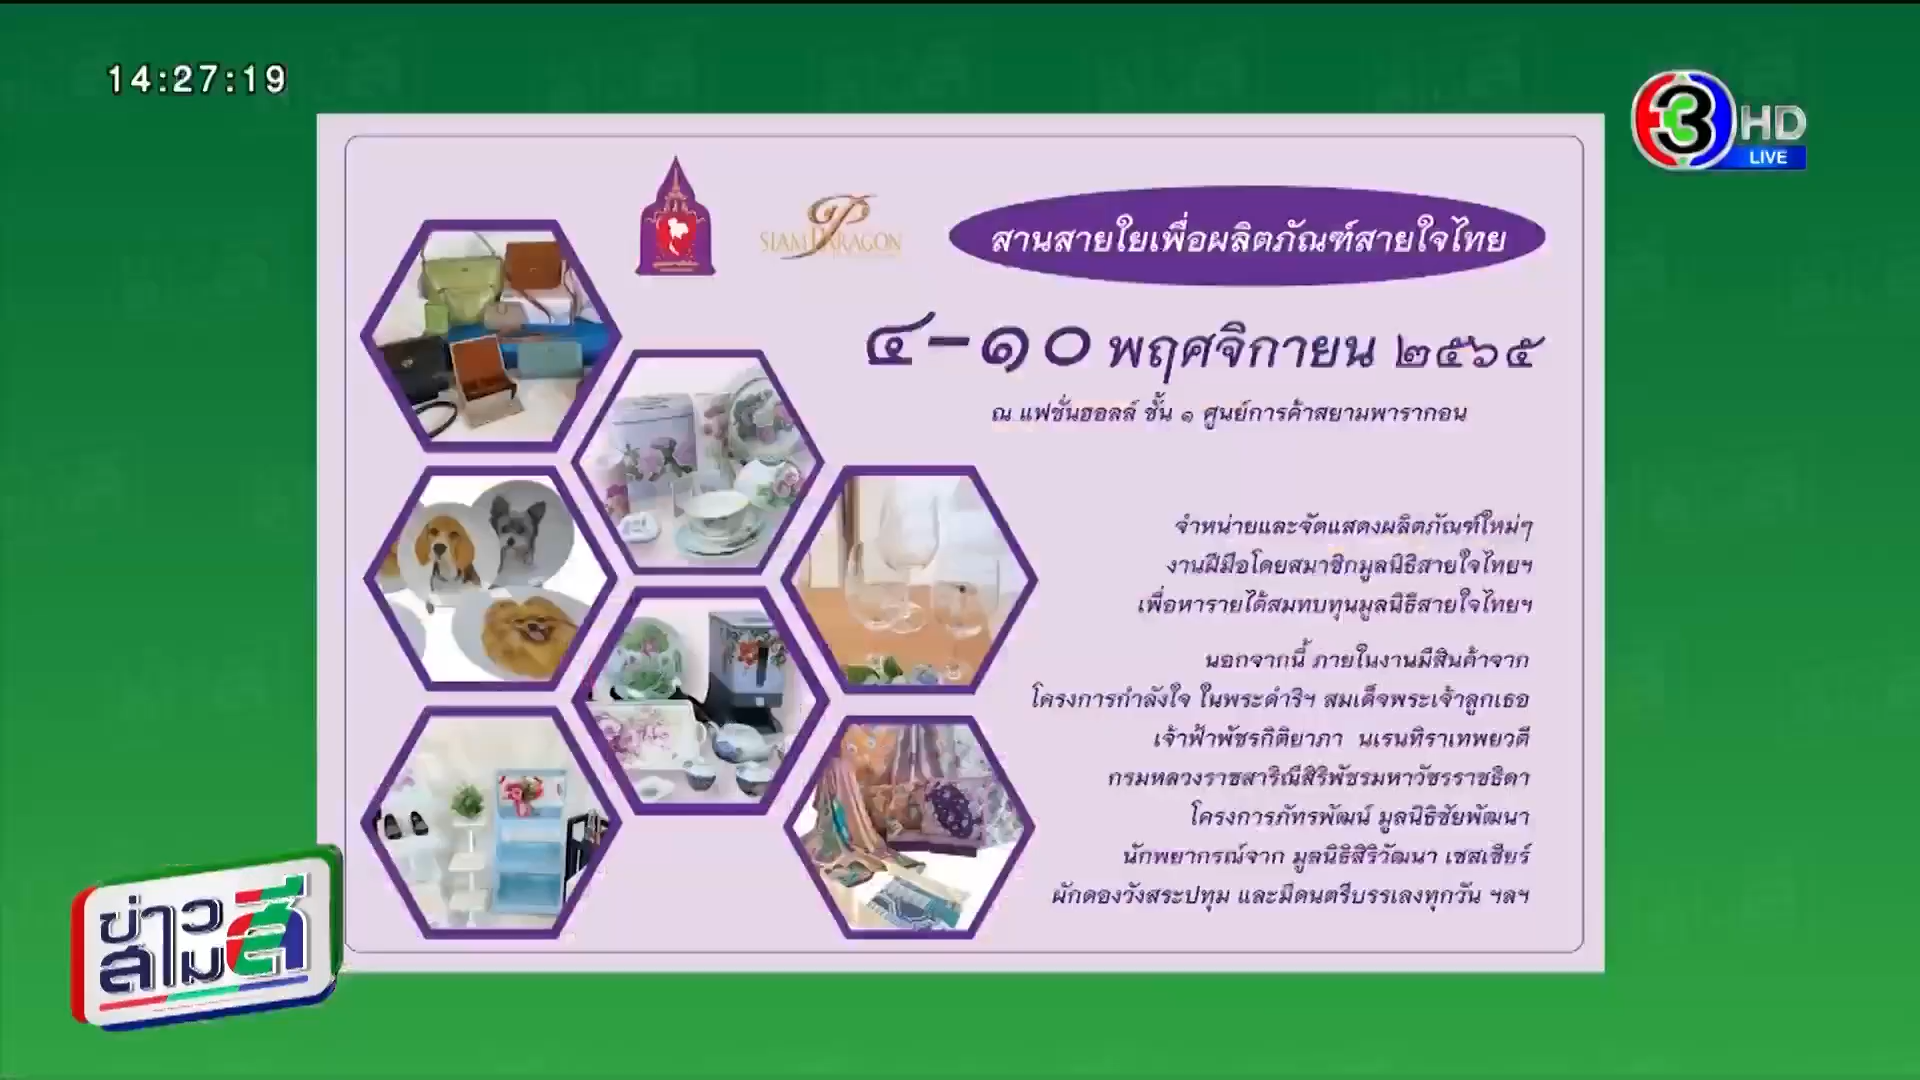 14:27:19
3 HD
LIVE
SIAM PARAGON
สานสายใยเพื่อผลิตภัณฑ์สายใจไทย
๔-๑๐ พฤศจิกายน ๒๕๖๕
ณ แฟชั่นฮอลล์ ชั้น ๑ ศูนย์การค้าสยามพารากอน
จำหน่ายและจัดแสดงผลิตภัณฑ์ใหม่ๆ
งานฝีมือโดยสมาชิกมูลนิธิสายใจไทยฯ
เพื่อหารายได้สมทบทุนมูลนิธิสายใจไทยฯ
นอกจากนี้ ภายในงานมีสินค้าจาก
โครงการกำลังใจ ในพระดำริฯ สมเด็จพระเจ้าลูกเธอ
เจ้าฟ้าพัชรกิติยาภา นเรนทิราเทพยวดี
กรมหลวงราชสาริณีสิริพัชรมหาวัชรราชธิดา
โครงการภัทรพัฒน์ มูลนิธิชัยพัฒนา
นักพยากรณ์จาก มูลนิธิสิริวัฒนา เชสเชียร์
ผักดองวังสระปทุม และมีดนตรีบรรเลงทุกวัน ฯลฯ
ข่าว
สามสี